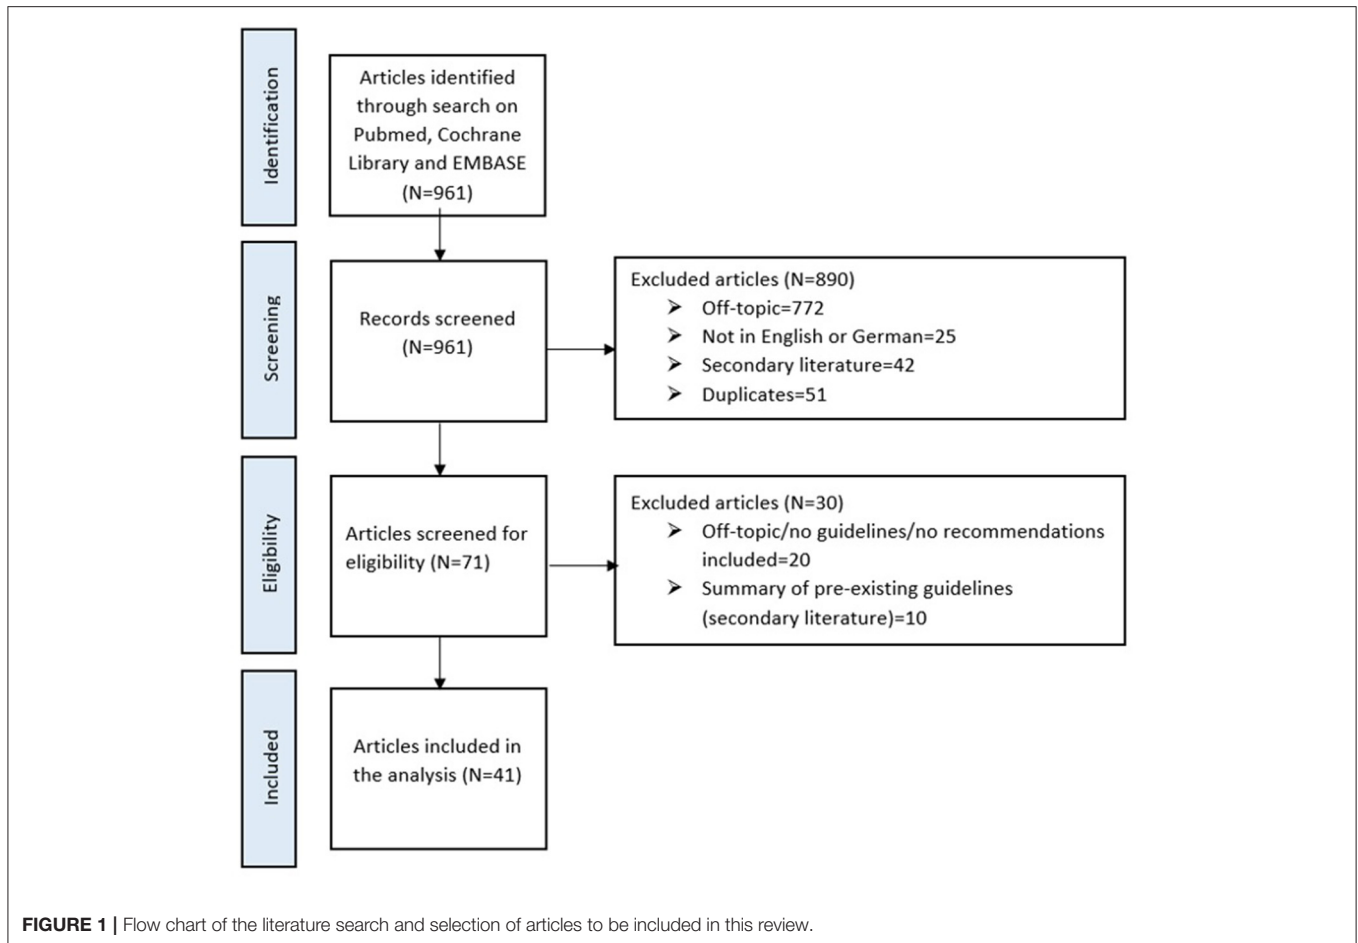 Identification
Articles identified
through search on
Pubmed, Cochrane
Library and EMBASE
(N=961)
Screening
Records screened
(N=961)
Excluded articles (N=890)
➢ Off-topic=772
➢ Not in English or German=25
➢ Secondary literature=42
➢ Duplicates=51
Eligibility
Articles screened for
eligibility (N=71)
Excluded articles (N=30)
➢ Off-topic/no guidelines/no recommendations
included=20
➢ Summary of pre-existing guidelines
(secondary literature)=10
Included
Articles included in
the analysis (N=41)
FIGURE 1 | Flow chart of the literature search and selection of articles to be included in this review.